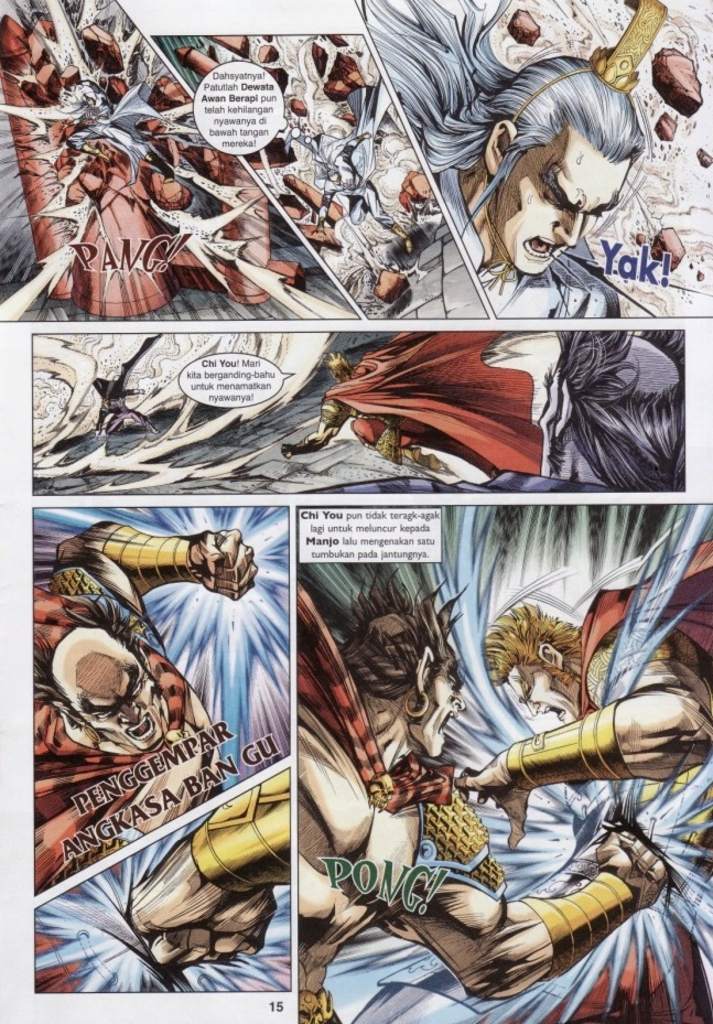 Dahsyatnya!
Patutlah Dewata
Awan Berapi pun
telah kehilangan
nyawanya di
bawah tangan
mereka!
PANG!
Yak!
Chi You! Mari
kita berganding-bahu
untuk menamatkan
nyawanya!
PENGGEMPAR
ANGKASA BAN GU
Chi You pun tidak teragk-agak
lagi untuk meluncur kepada
Manjo lalu mengenakan satu
tumbukan pada jantungnya.
PONG!
15